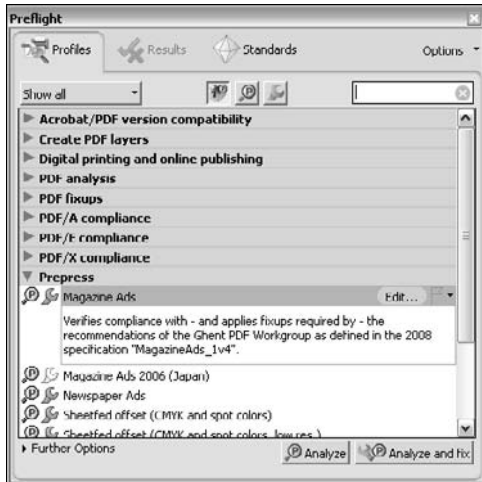 Preflight
Profiles Results Standards Options
Show all
Acrobat/PDF version compatibility
Create PDF layers
Digital printing and online publishing
PDF analysis
PDF fixups
PDF/A compliance
PDF/E compliance
PDF/X compliance
Prepress
Magazine Ads Edit...
Verifies compliance with - and applies fixups required by - the
recommendations of the Ghent PDF Workgroup as defined in the 2008
specification "MagazineAds_1v4".
Magazine Ads 2006 (Japan)
Newspaper Ads
Sheetfed offset (CMYK and spot colors)
Sheetfed offset (CMYK and spot colors, low res.)
Further Options Analyze Analyze and fix